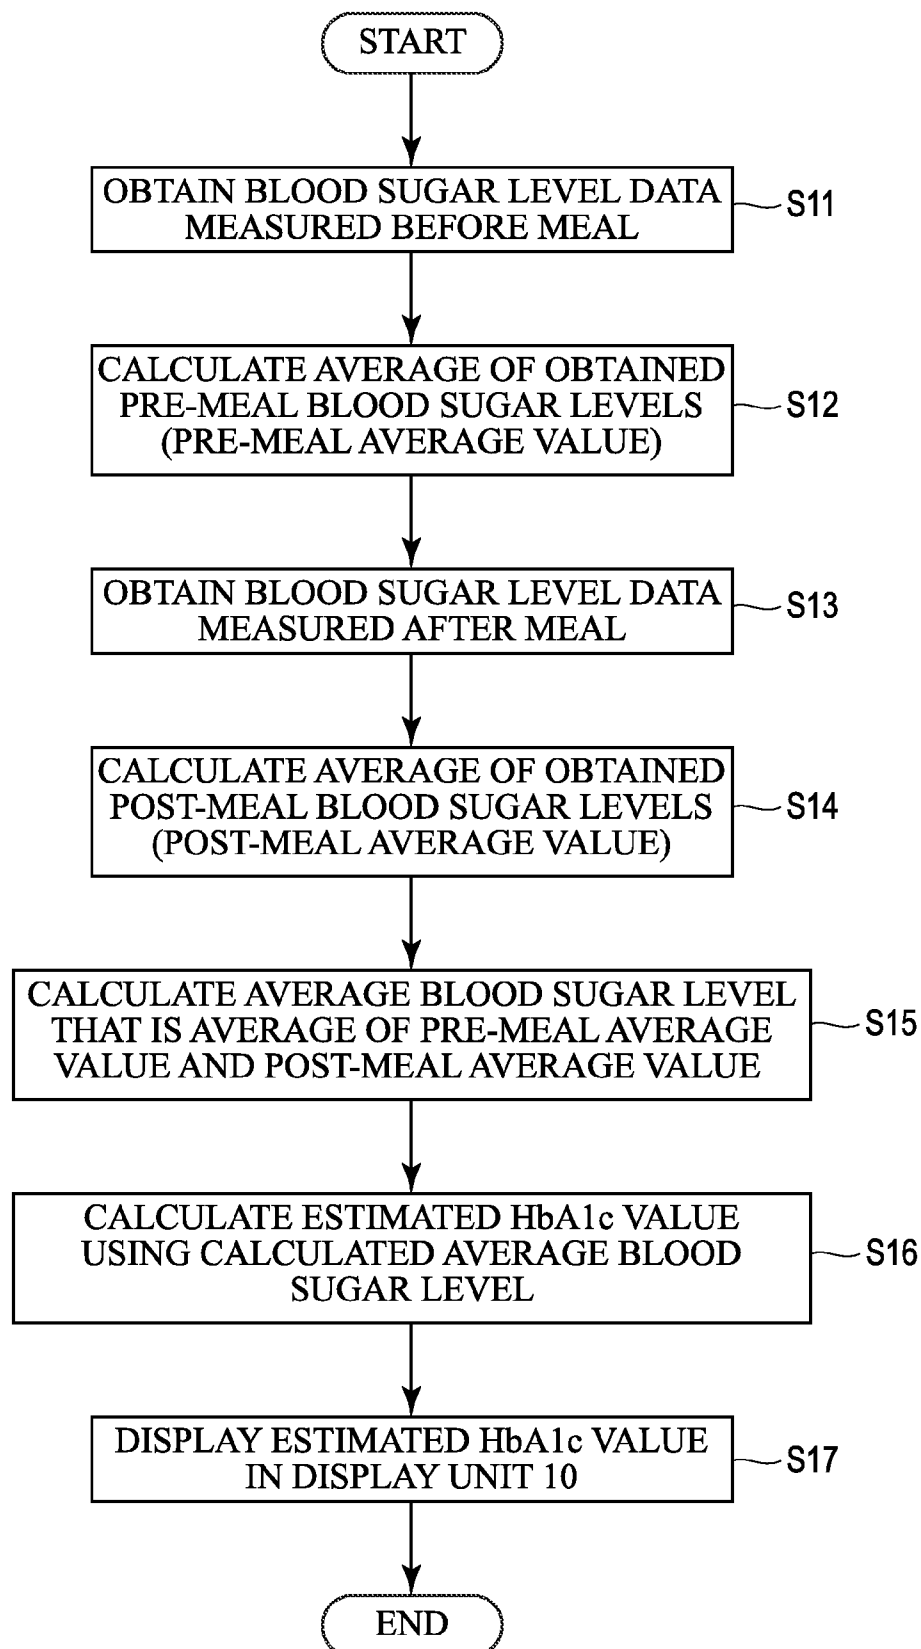 START
OBTAIN BLOOD SUGAR LEVEL DATA
MEASURED BEFORE MEAL
S11
CALCULATE AVERAGE OF OBTAINED
PRE-MEAL BLOOD SUGAR LEVELS
(PRE-MEAL AVERAGE VALUE)
S12
OBTAIN BLOOD SUGAR LEVEL DATA
MEASURED AFTER MEAL
S13
CALCULATE AVERAGE OF OBTAINED
POST-MEAL BLOOD SUGAR LEVELS
(POST-MEAL AVERAGE VALUE)
S14
CALCULATE AVERAGE BLOOD SUGAR LEVEL
THAT IS AVERAGE OF PRE-MEAL AVERAGE
VALUE AND POST-MEAL AVERAGE VALUE
S15
CALCULATE ESTIMATED HbA1c VALUE
USING CALCULATED AVERAGE BLOOD
SUGAR LEVEL
S16
DISPLAY ESTIMATED HbA1c VALUE
IN DISPLAY UNIT 10
S17
END